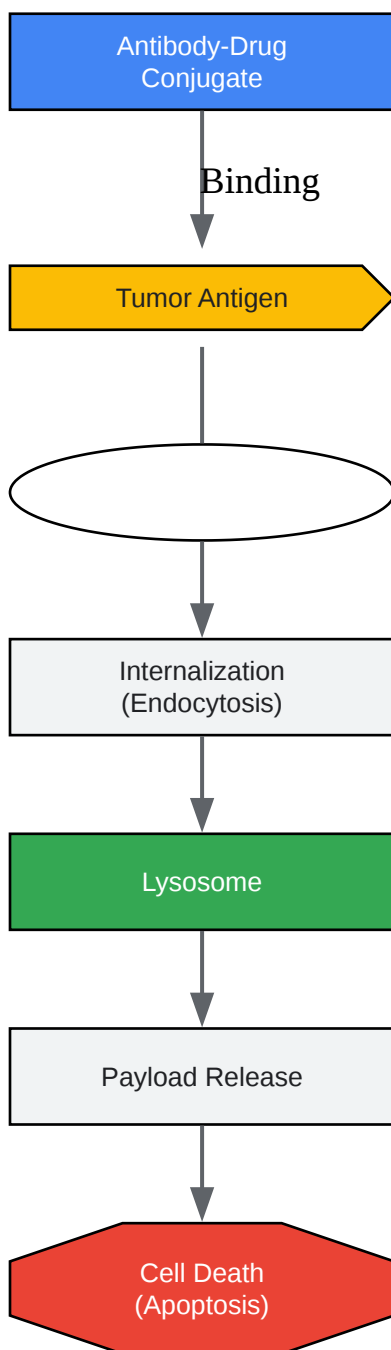 Antibody-Drug
Conjugate
Binding
Tumor Antigen
Internalization
(Endocytosis)
Lysosome
Payload Release
Cell Death
(Apoptosis)